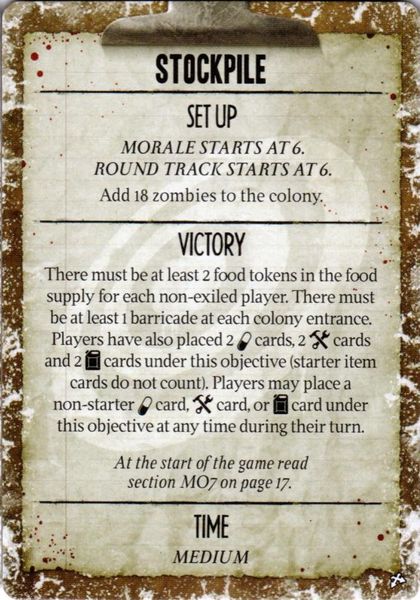 STOCKPILE
SET UP
MORALE STARTS AT 6.
ROUND TRACK STARTS AT 6.
Add 18 zombies to the colony.
VICTORY
There must be at least 2 food tokens in the food
supply for each non-exiled player. There must
be at least 1 barricade at each colony entrance.
Players have also placed 2 cards, 2 cards
and 2 cards under this objective (starter item
cards do not count). Players may place a
non-starter card, card, or card under
this objective at any time during their turn.
At the start of the game read
section MO7 on page 17.
TIME
MEDIUM